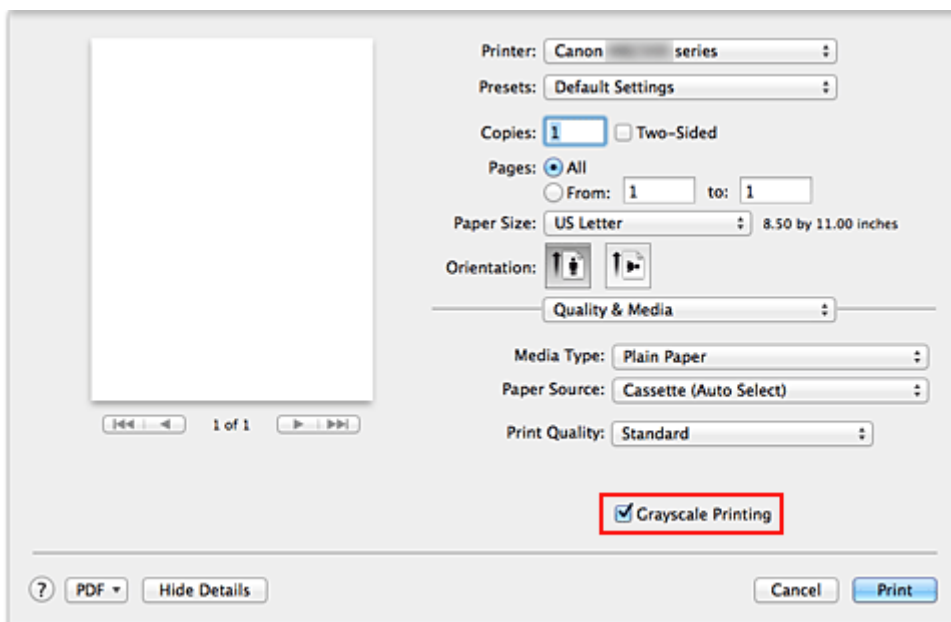 Printer: Canon series
Presets: Default Settings
Copies: 1 Two-Sided
Pages: All
From: 1 to: 1
Paper Size: US Letter 8.50 by 11.00 inches
Orientation:
Quality & Media
Media Type: Plain Paper
Paper Source: Cassette (Auto Select)
1 of 1
Print Quality: Standard
Grayscale Printing
? PDF Hide Details Cancel Print